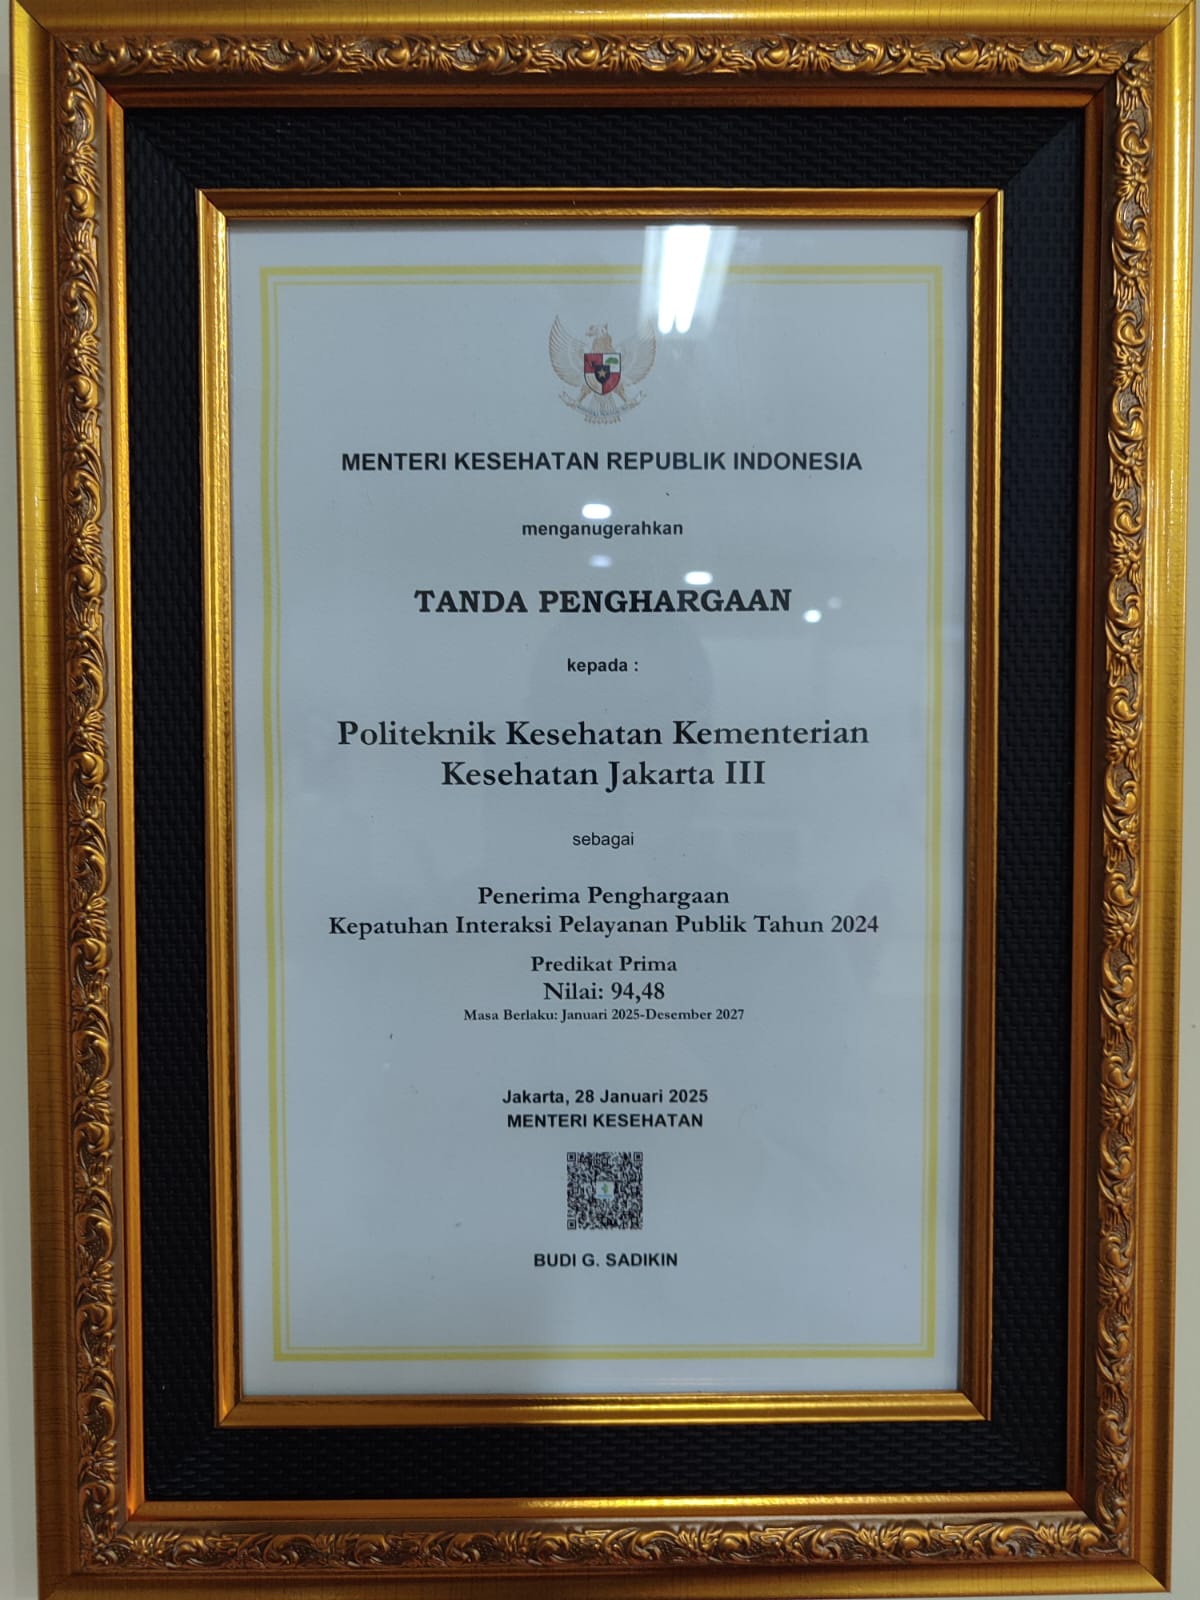 MENTERI KESEHATAN REPUBLIK INDONESIA
menganugerahkan
TANDA PENGHARGAAN
kepada :
Politeknik Kesehatan Kementerian
Kesehatan Jakarta III
sebagai
Penerima Penghargaan
Kepatuhan Interaksi Pelayanan Publik Tahun 2024
Predikat Prima
Nilai: 94,48
Masa Berlaku: Januari 2025-Desember 2027
Jakarta, 28 Januari 2025
MENTERI KESEHATAN
BUDI G. SADIKIN